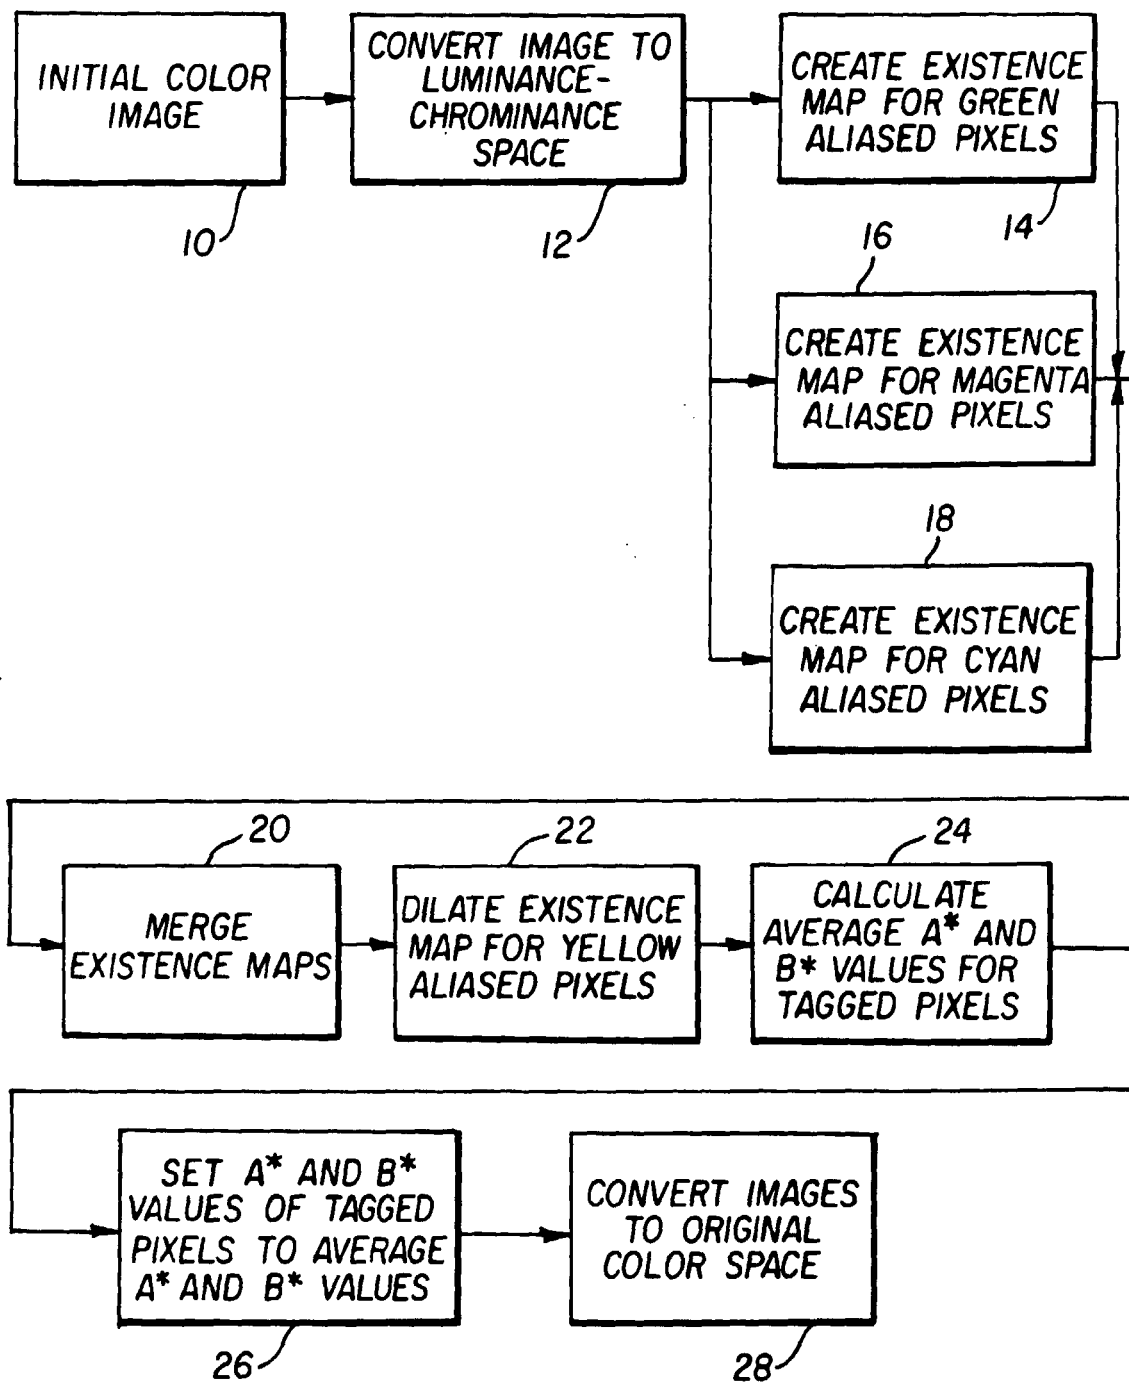 INITIAL COLOR
IMAGE
10
CONVERT IMAGE TO
LUMINANCE-
CHROMINANCE
SPACE
12
CREATE EXISTENCE
MAP FOR GREEN
ALIASED PIXELS
14
16
CREATE EXISTENCE
MAP FOR MAGENTA
ALIASED PIXELS
18
CREATE EXISTENCE
MAP FOR CYAN
ALIASED PIXELS
20
MERGE
EXISTENCE MAPS
22
DILATE EXISTENCE
MAP FOR YELLOW
ALIASED PIXELS
24
CALCULATE
AVERAGE A* AND
B* VALUES FOR
TAGGED PIXELS
SET A* AND B*
VALUES OF TAGGED
PIXELS TO AVERAGE
A* AND B* VALUES
26
CONVERT IMAGES
TO ORIGINAL
COLOR SPACE
28